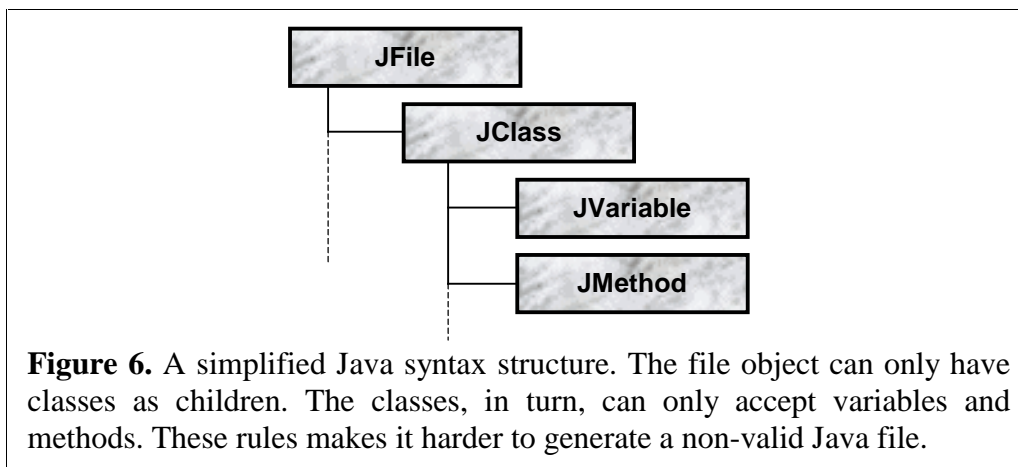 JFile
JClass
JVariable
JMethod
Figure 6. A simplified Java syntax structure. The file object can only have
classes as children. The classes, in turn, can only accept variables and
methods. These rules makes it harder to generate a non-valid Java file.